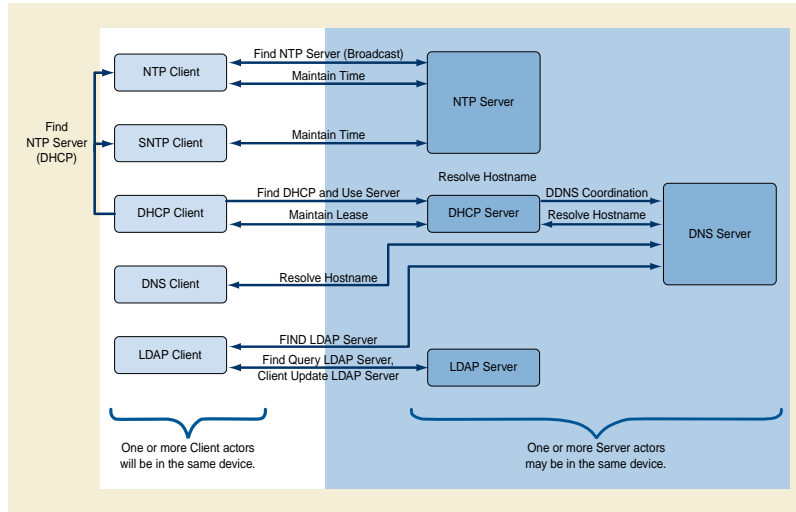 Find NTP Server (Broadcast)
NTP Client
Maintain Time
NTP Server
Find
NTP Server
(DHCP)
SNTP Client
Maintain Time
Resolve Hostname
Find DHCP and Use Server
DDNS Coordination
DHCP Client
Maintain Lease
DHCP Server
Resolve Hostname
DNS Server
DNS Client
Resolve Hostname
FIND LDAP Server
LDAP Client
Find Query LDAP Server,
Client Update LDAP Server
LDAP Server
One or more Client actors
will be in the same device.
One or more Server actors
may be in the same device.